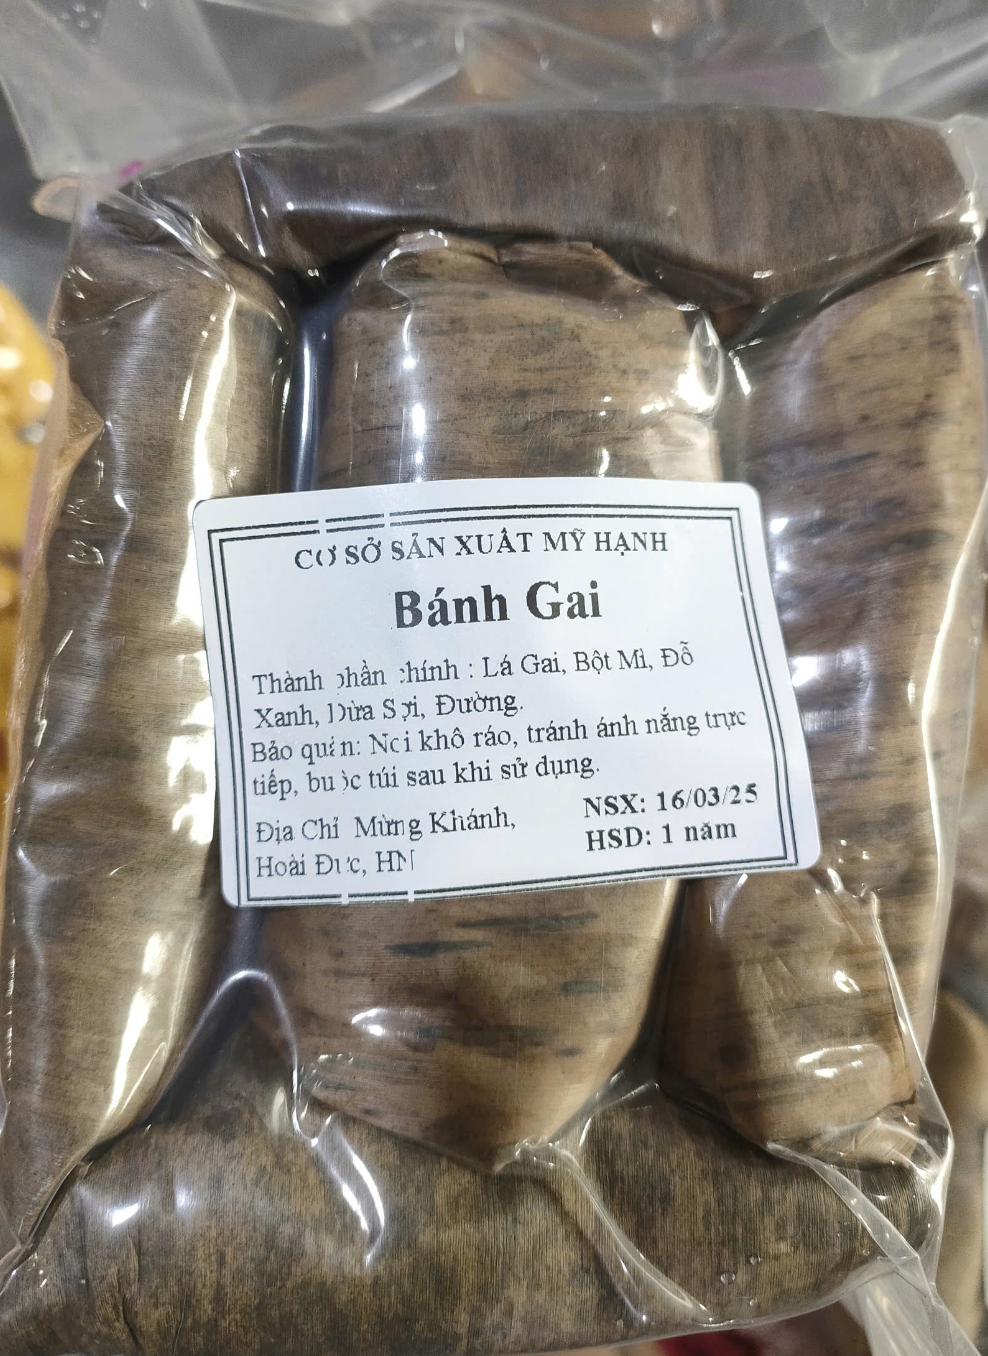 CƠ SỞ SẢN XUẤT MỸ HẠNH
Bánh Gai
Thành phần chính : Lá Gai, Bột Mì, Đỗ
Xanh, Dừa Sợi, Đường.
Bảo quản: Nơi khô ráo, tránh ánh nắng trực
tiếp, buộc túi sau khi sử dụng.
Địa Chỉ Mừng Khánh,
Hoài Đức, HN
NSX: 16/03/25
HSD: 1 năm